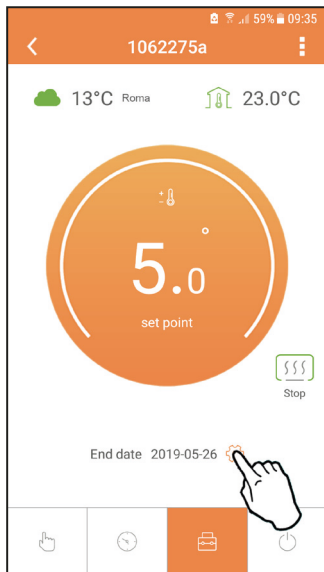 59% 09:35
1062275a
13°C Roma 23.0°C
5.0°
set point
Stop
End date 2019-05-26